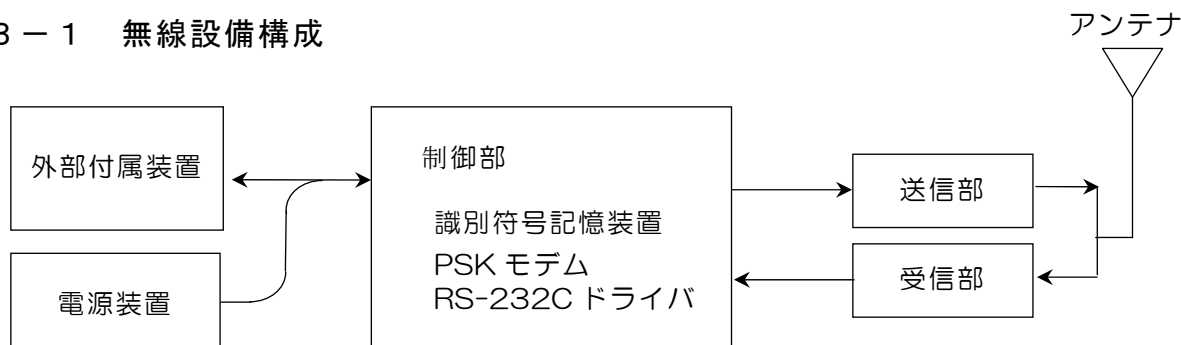 3－1　無線設備構成
アンテナ
外部付属装置
電源装置
制御部
識別符号記憶装置
PSK モデム
RS-232C ドライバ
送信部
受信部